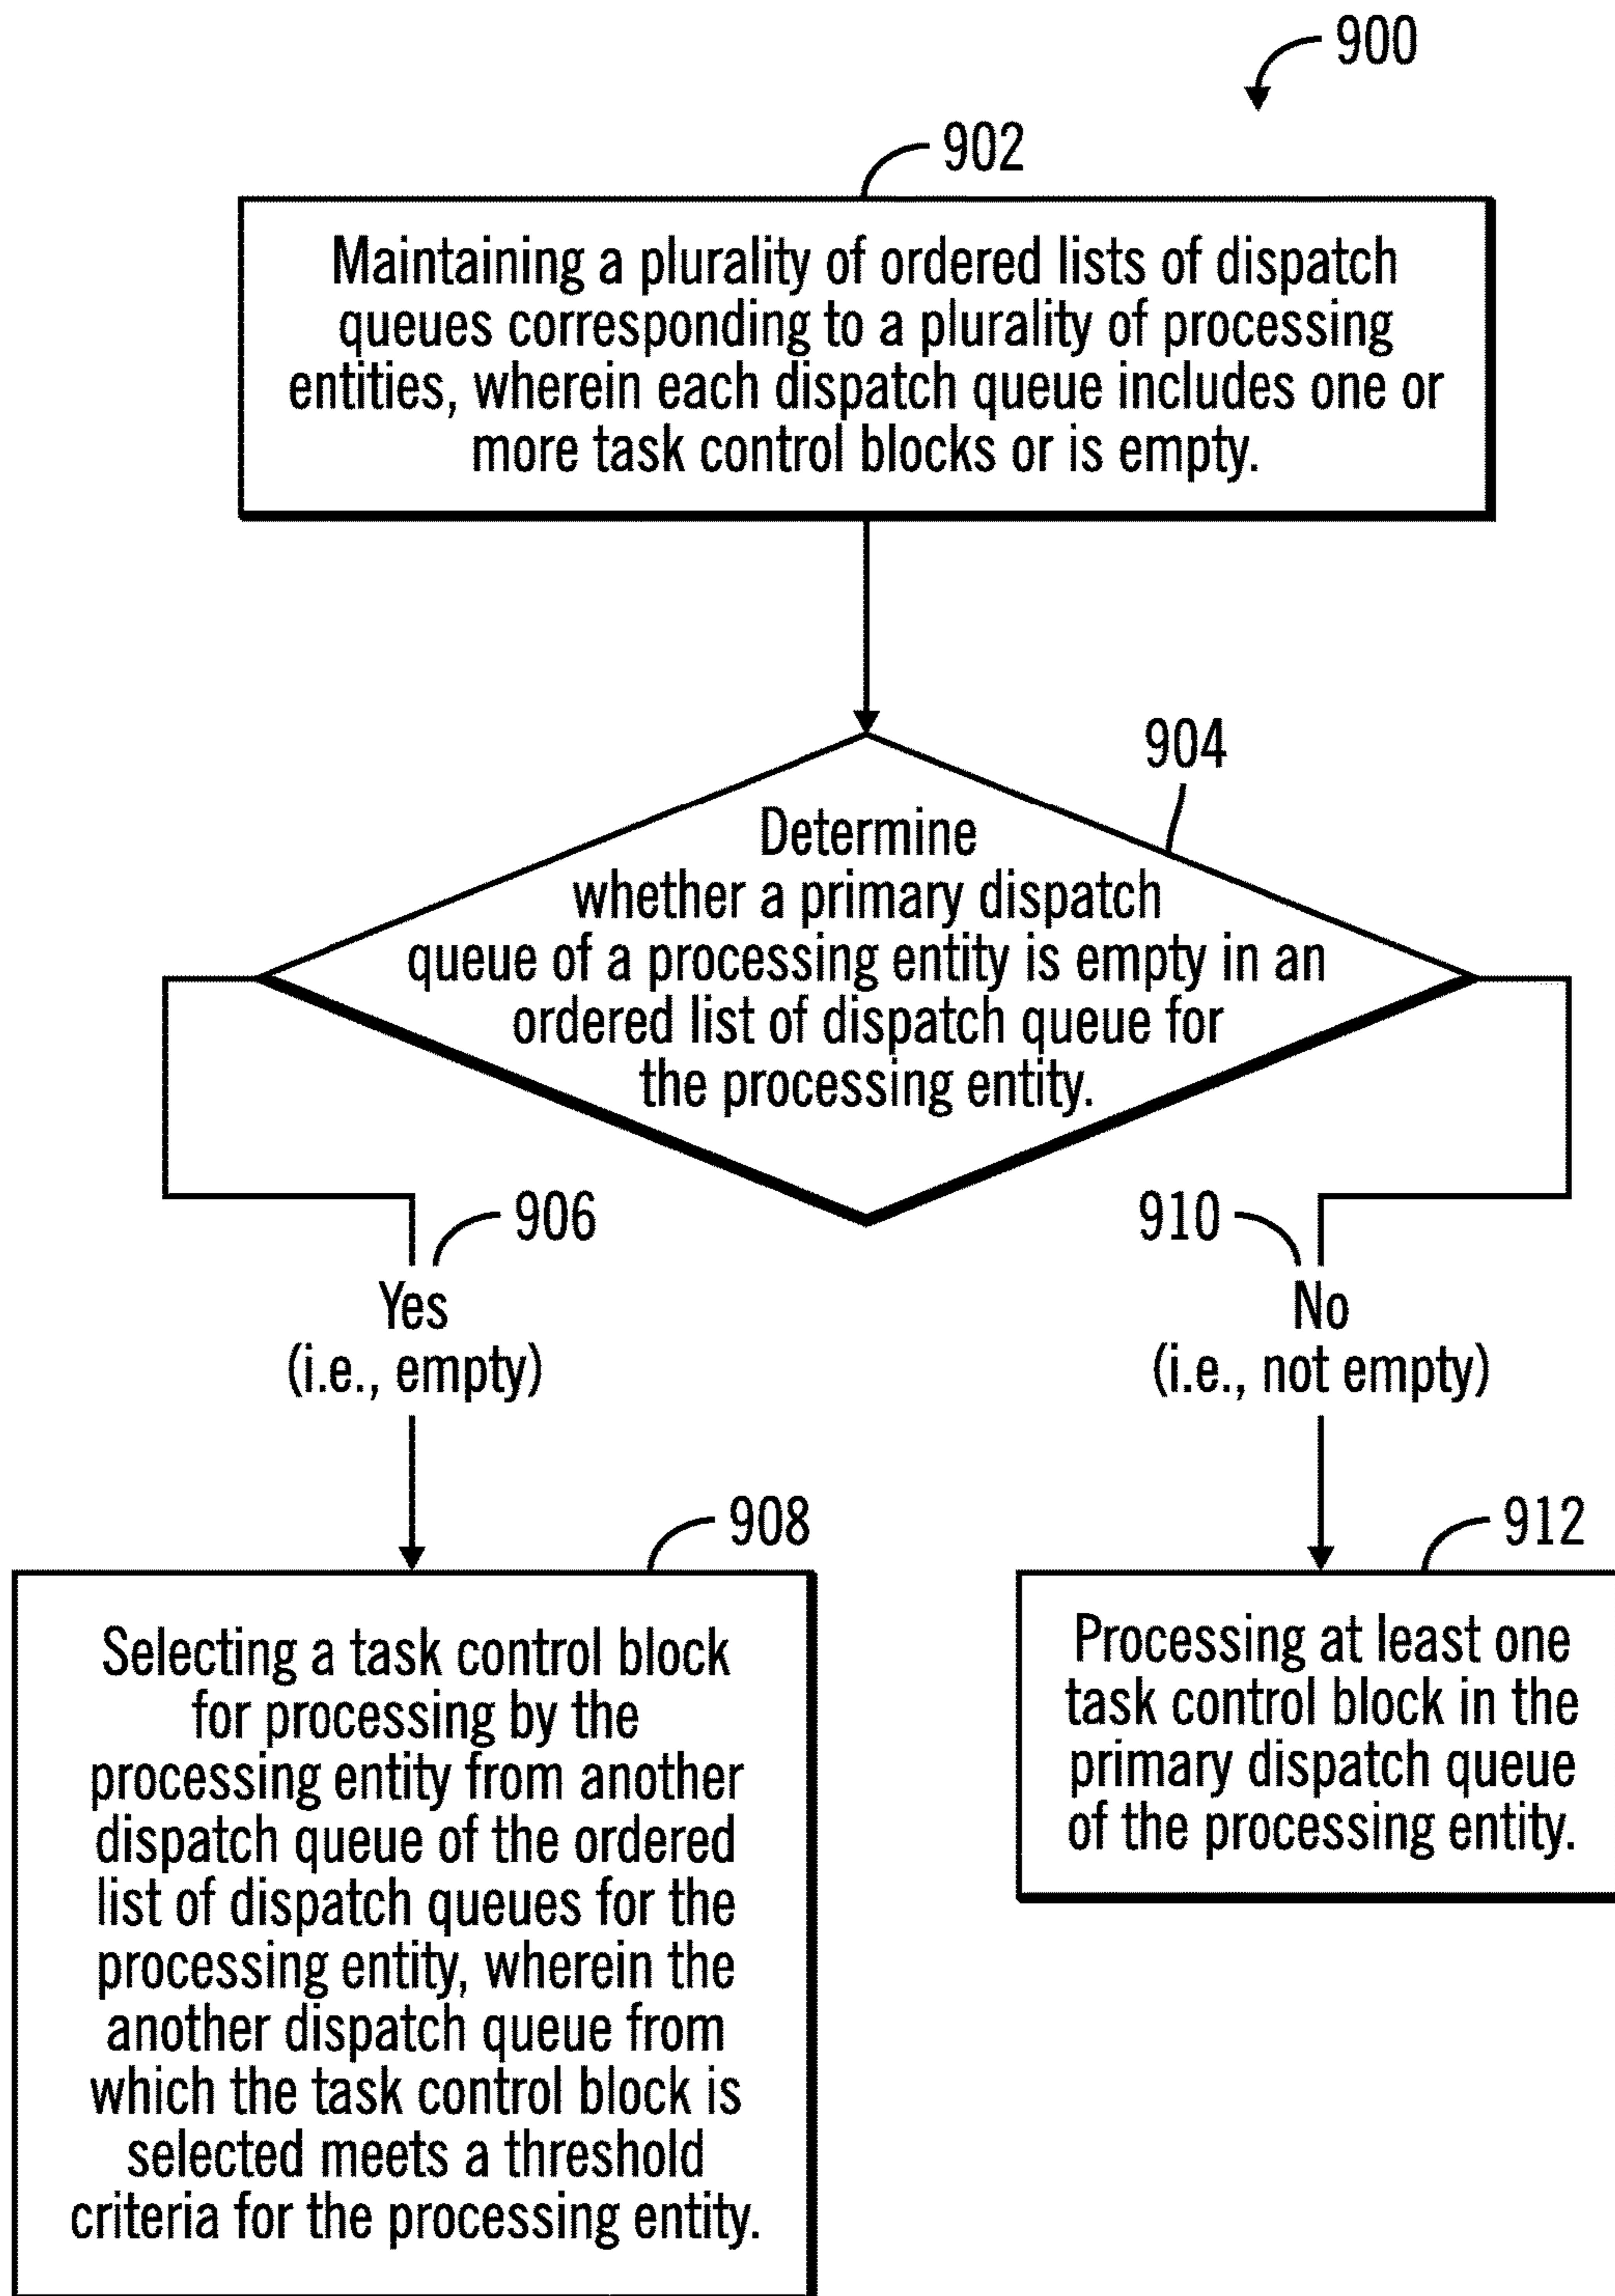 900
902
Maintaining a plurality of ordered lists of dispatch
queues corresponding to a plurality of processing
entities, wherein each dispatch queue includes one or
more task control blocks or is empty.
904
Determine
whether a primary dispatch
queue of a processing entity is empty in an
ordered list of dispatch queue for
the processing entity.
906
Yes
(i.e., empty)
910
No
(i.e., not empty)
908
Selecting a task control block
for processing by the
processing entity from another
dispatch queue of the ordered
list of dispatch queues for the
processing entity, wherein the
another dispatch queue from
which the task control block is
selected meets a threshold
criteria for the processing entity.
912
Processing at least one
task control block in the
primary dispatch queue
of the processing entity.